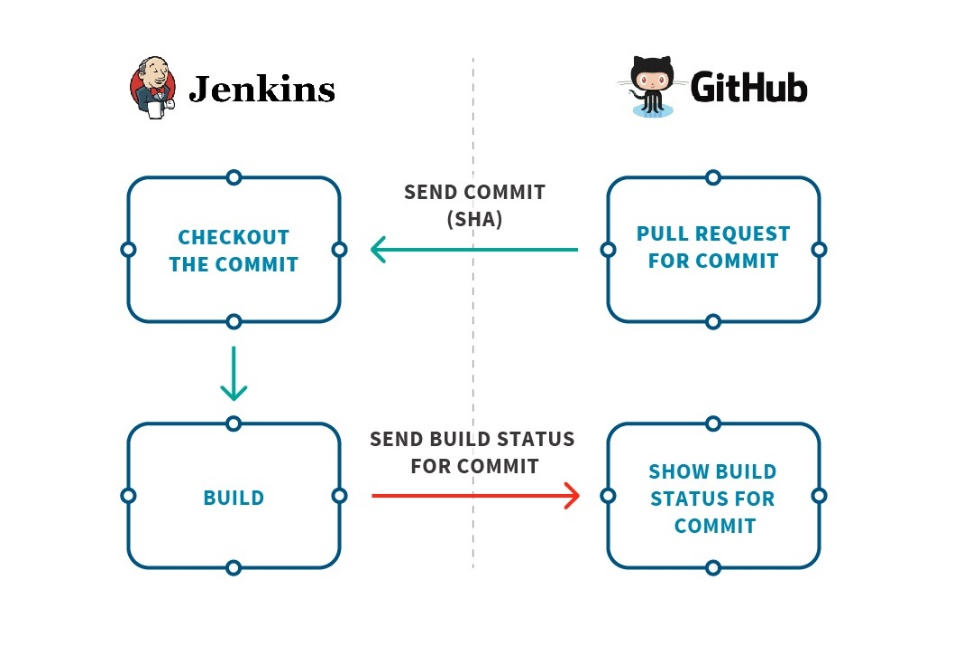 Jenkins
GitHub
SEND COMMIT
(SHA)
CHECKOUT
THE COMMIT
PULL REQUEST
FOR COMMIT
SEND BUILD STATUS
FOR COMMIT
BUILD
SHOW BUILD
STATUS FOR
COMMIT